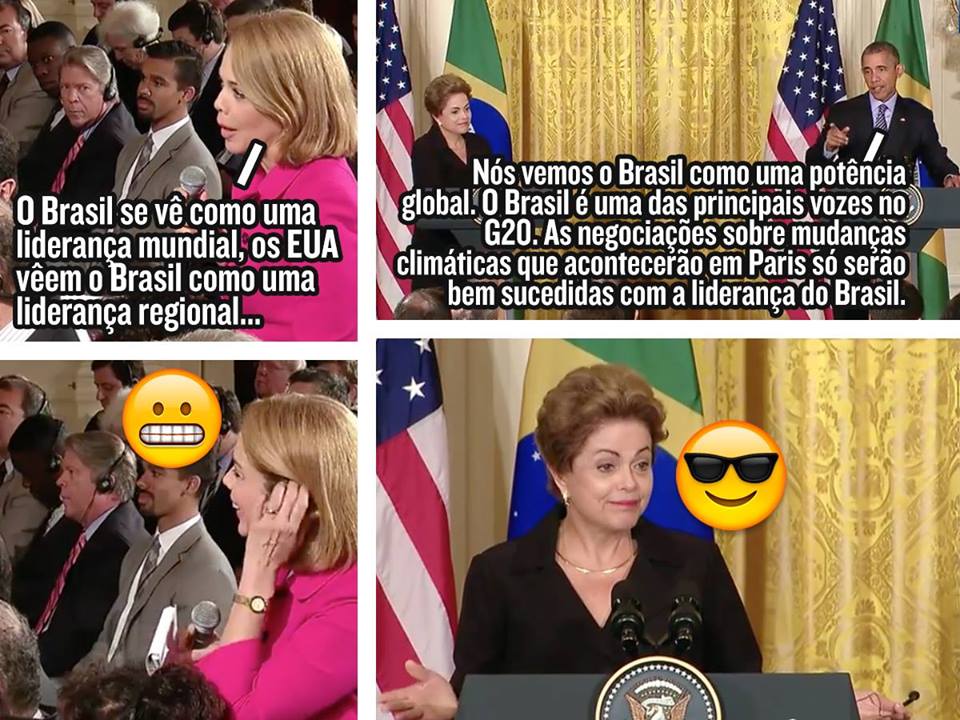 O Brasil se vê como uma
liderança mundial, os EUA
vêem o Brasil como uma
liderança regional...
Nós vemos o Brasil como uma potência
global. O Brasil é uma das principais vozes no
G20. As negociações sobre mudanças
climáticas que acontecerão em Paris só serão
bem sucedidas com a liderança do Brasil.